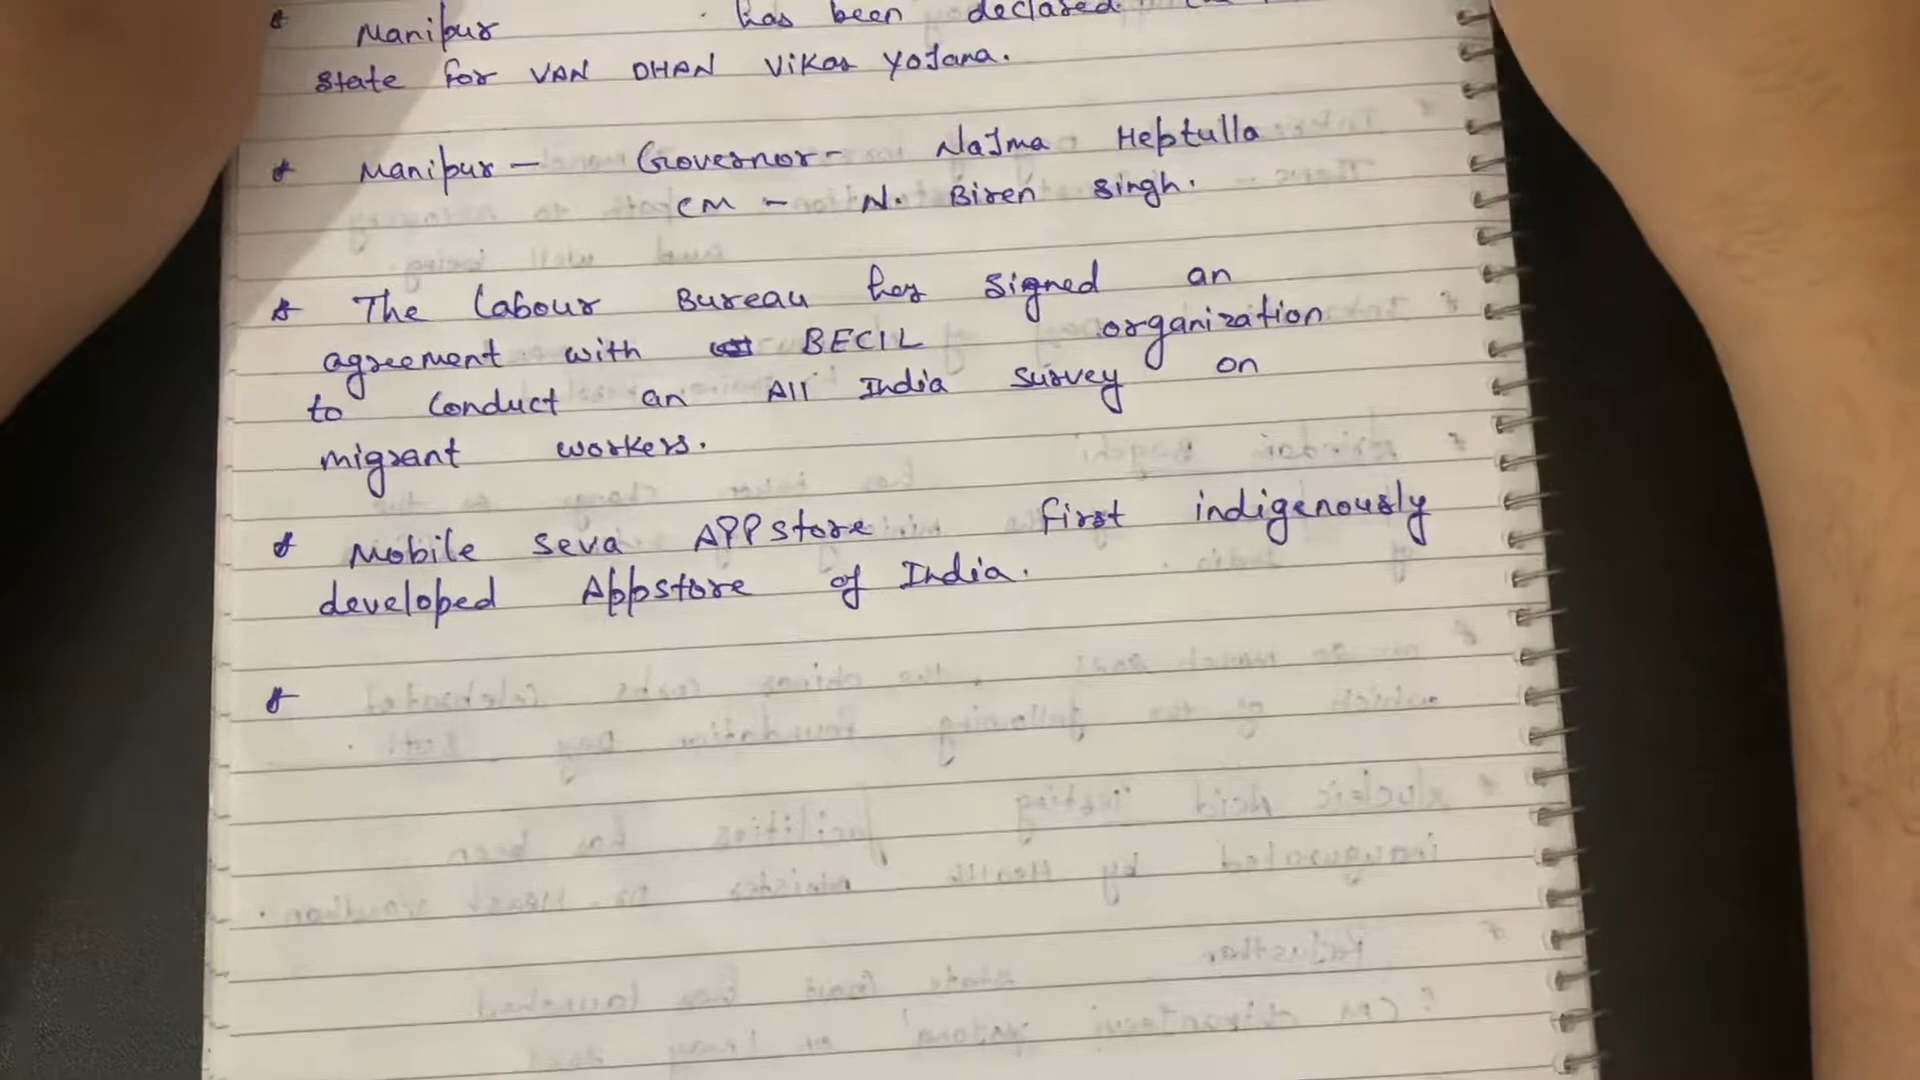 * Manipur has been declared
state for VAN DHAN Vikas Yojana.
* Manipur - Governor - Najma Heptulla
CM - N. Biren Singh.
* The Labour Bureau has signed an
agreement with BECIL organization
to conduct an All India survey on
migrant workers.
* Mobile Seva APPstore first indigenously
developed Appstore of India.
*